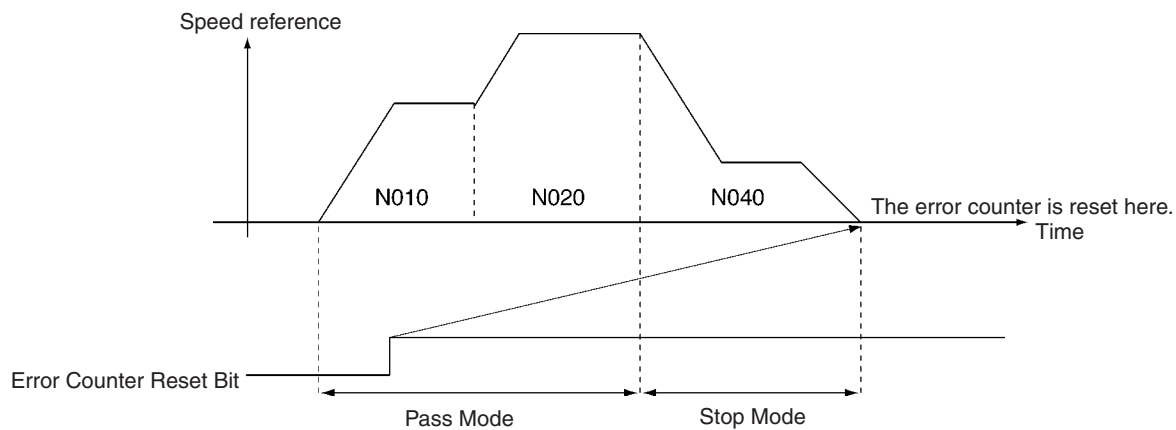 Speed reference
N010
N020
N040
The error counter is reset here.
Time
Error Counter Reset Bit
Pass Mode
Stop Mode